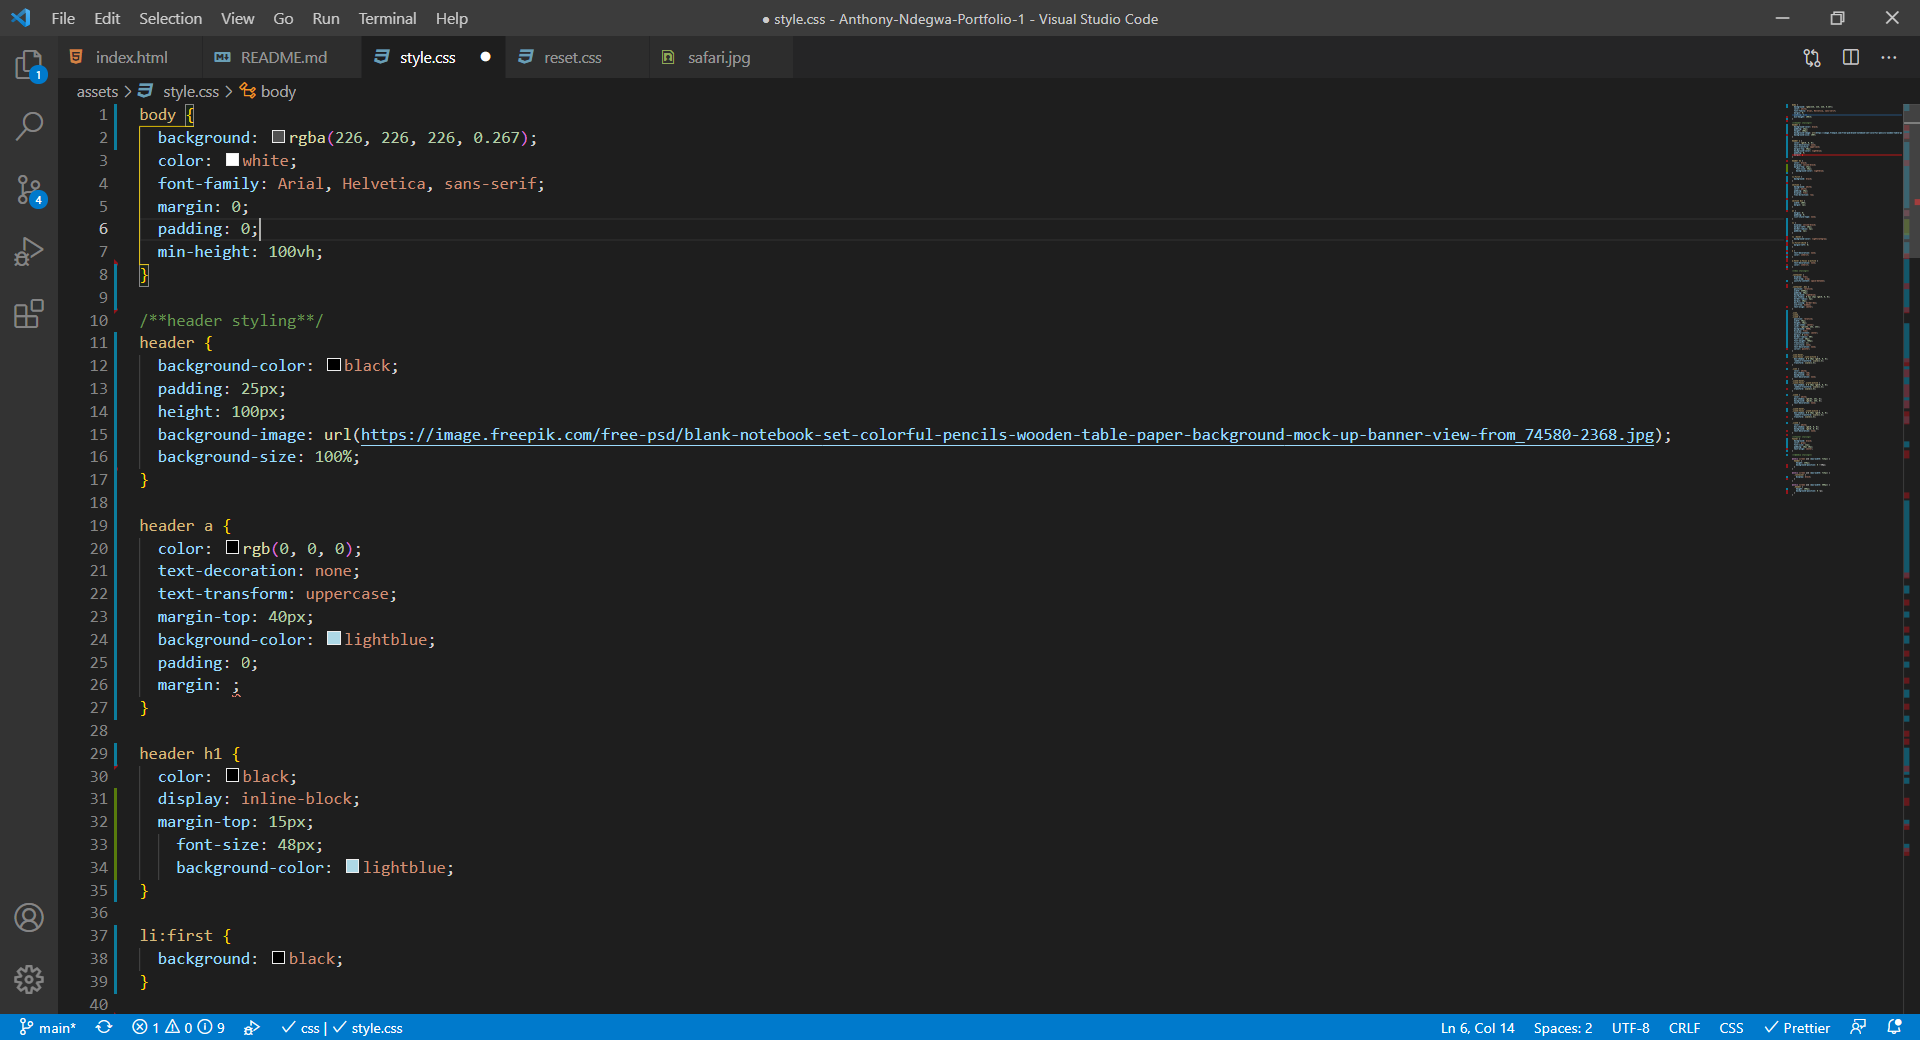 File Edit Selection View Go Run Terminal Help
● style.css - Anthony-Ndegwa-Portfolio-1 - Visual Studio Code
index.html README.md style.css ● reset.css safari.jpg
assets > style.css > body
1
4
1 body {
2 background: rgba(226, 226, 226, 0.267);
3 color: white;
4 font-family: Arial, Helvetica, sans-serif;
5 margin: 0;
6 padding: 0;
7 min-height: 100vh;
8 }
9
10 /**header styling**/
11 header {
12 background-color: black;
13 padding: 25px;
14 height: 100px;
15 background-image: url(https://image.freepik.com/free-psd/blank-notebook-set-colorful-pencils-wooden-table-paper-background-mock-up-banner-view-from_74580-2368.jpg);
16 background-size: 100%;
17 }
18
19 header a {
20 color: rgb(0, 0, 0);
21 text-decoration: none;
22 text-transform: uppercase;
23 margin-top: 40px;
24 background-color: lightblue;
25 padding: 0;
26 margin: ;
27 }
28
29 header h1 {
30 color: black;
31 display: inline-block;
32 margin-top: 15px;
33 font-size: 48px;
34 background-color: lightblue;
35 }
36
37 li:first {
38 background: black;
39 }
40
main* 1 0 9 css | style.css Ln 6, Col 14 Spaces: 2 UTF-8 CRLF CSS Prettier